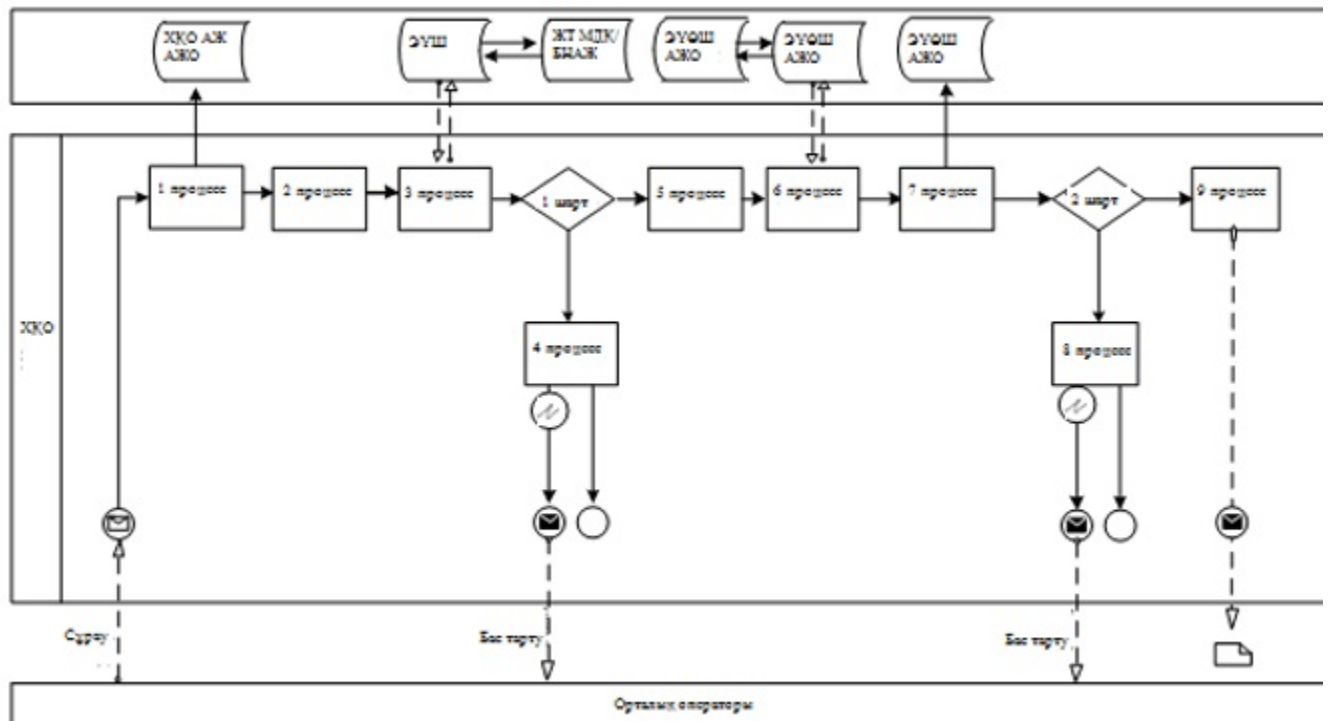 ХҚО АЖ
АЖО
ЭҮШ
ЖТ МДҚ/
БНАЖ
ЭҮӨШ
АЖО
ЭҮӨШ
АЖО
ЭҮӨШ
АЖО
1 процесс
2 процесс
3 процесс
1 шарт
5 процесс
6 процесс
7 процесс
2 шарт
9 процесс
ХҚО
4 процесс
8 процесс
Сұрау
Бас тарту
Бас тарту
Орталық операторы